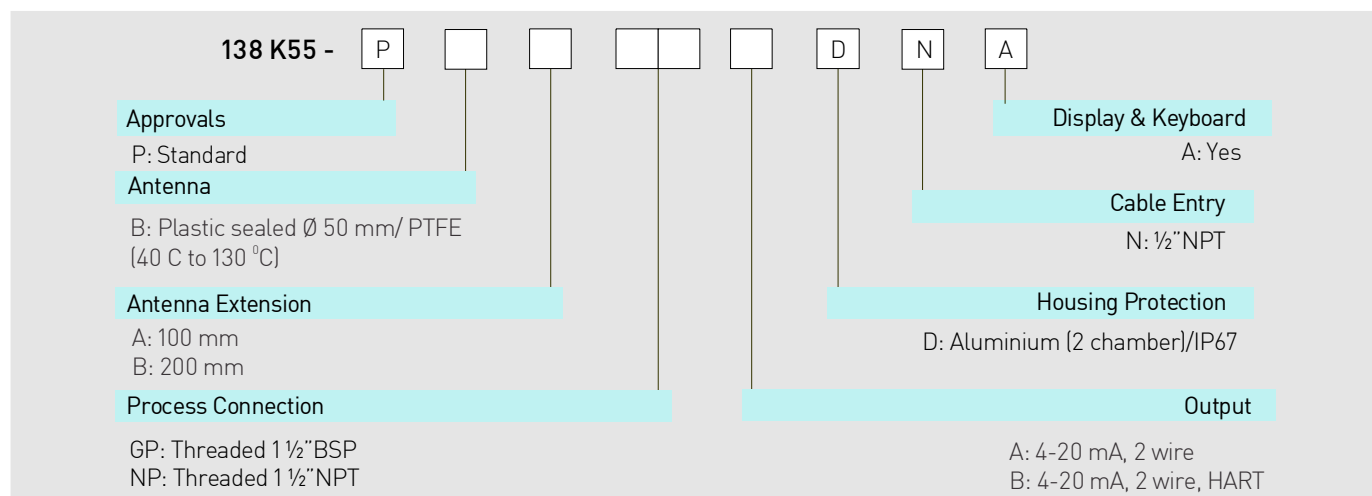 138 K55 - P D N A
Approvals
P: Standard
Antenna
B: Plastic sealed Ø 50 mm/ PTFE
(40 C to 130 ⁰C)
Antenna Extension
A: 100 mm
B: 200 mm
Process Connection
GP: Threaded 1 ½”BSP
NP: Threaded 1 ½”NPT
Display & Keyboard
A: Yes
Cable Entry
N: ½”NPT
Housing Protection
D: Aluminium (2 chamber)/IP67
Output
A: 4-20 mA, 2 wire
B: 4-20 mA, 2 wire, HART